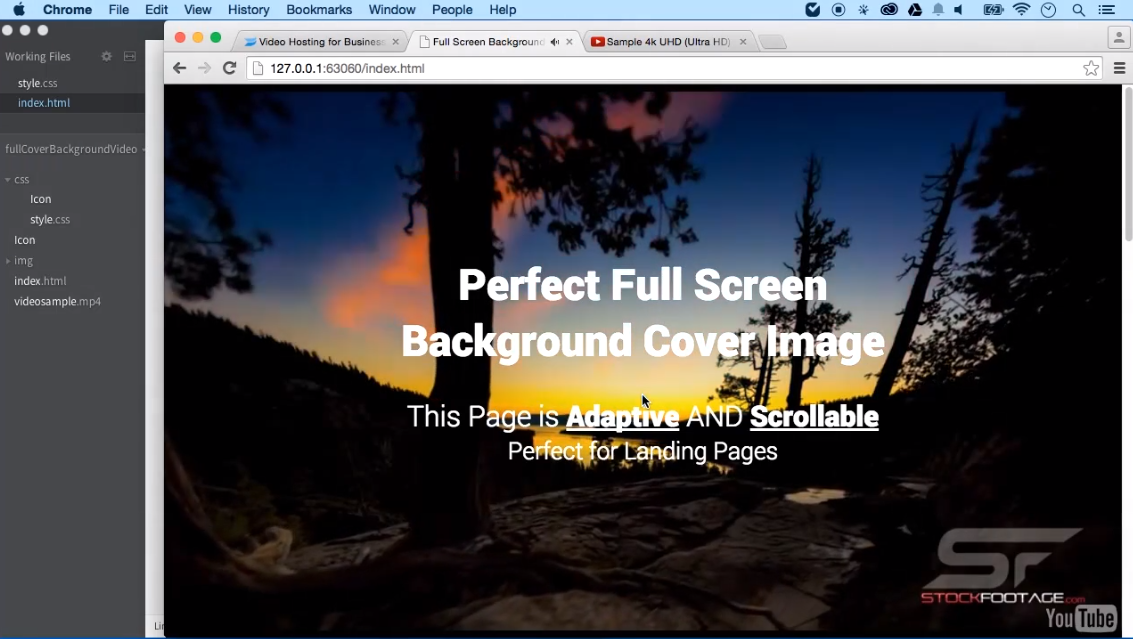 Chrome File Edit View History Bookmarks Window People Help
Working Files
style.css
index.html
fullCoverBackgroundVideo
css
Icon
style.css
Icon
img
index.html
videosample.mp4
Video Hosting for Business
Full Screen Background
Sample 4k UHD (Ultra HD)
127.0.0.1:63060/index.html
Perfect Full Screen
Background Cover Image
This Page is Adaptive AND Scrollable
Perfect for Landing Pages
SF
STOCKFOOTAGE.com
YouTube